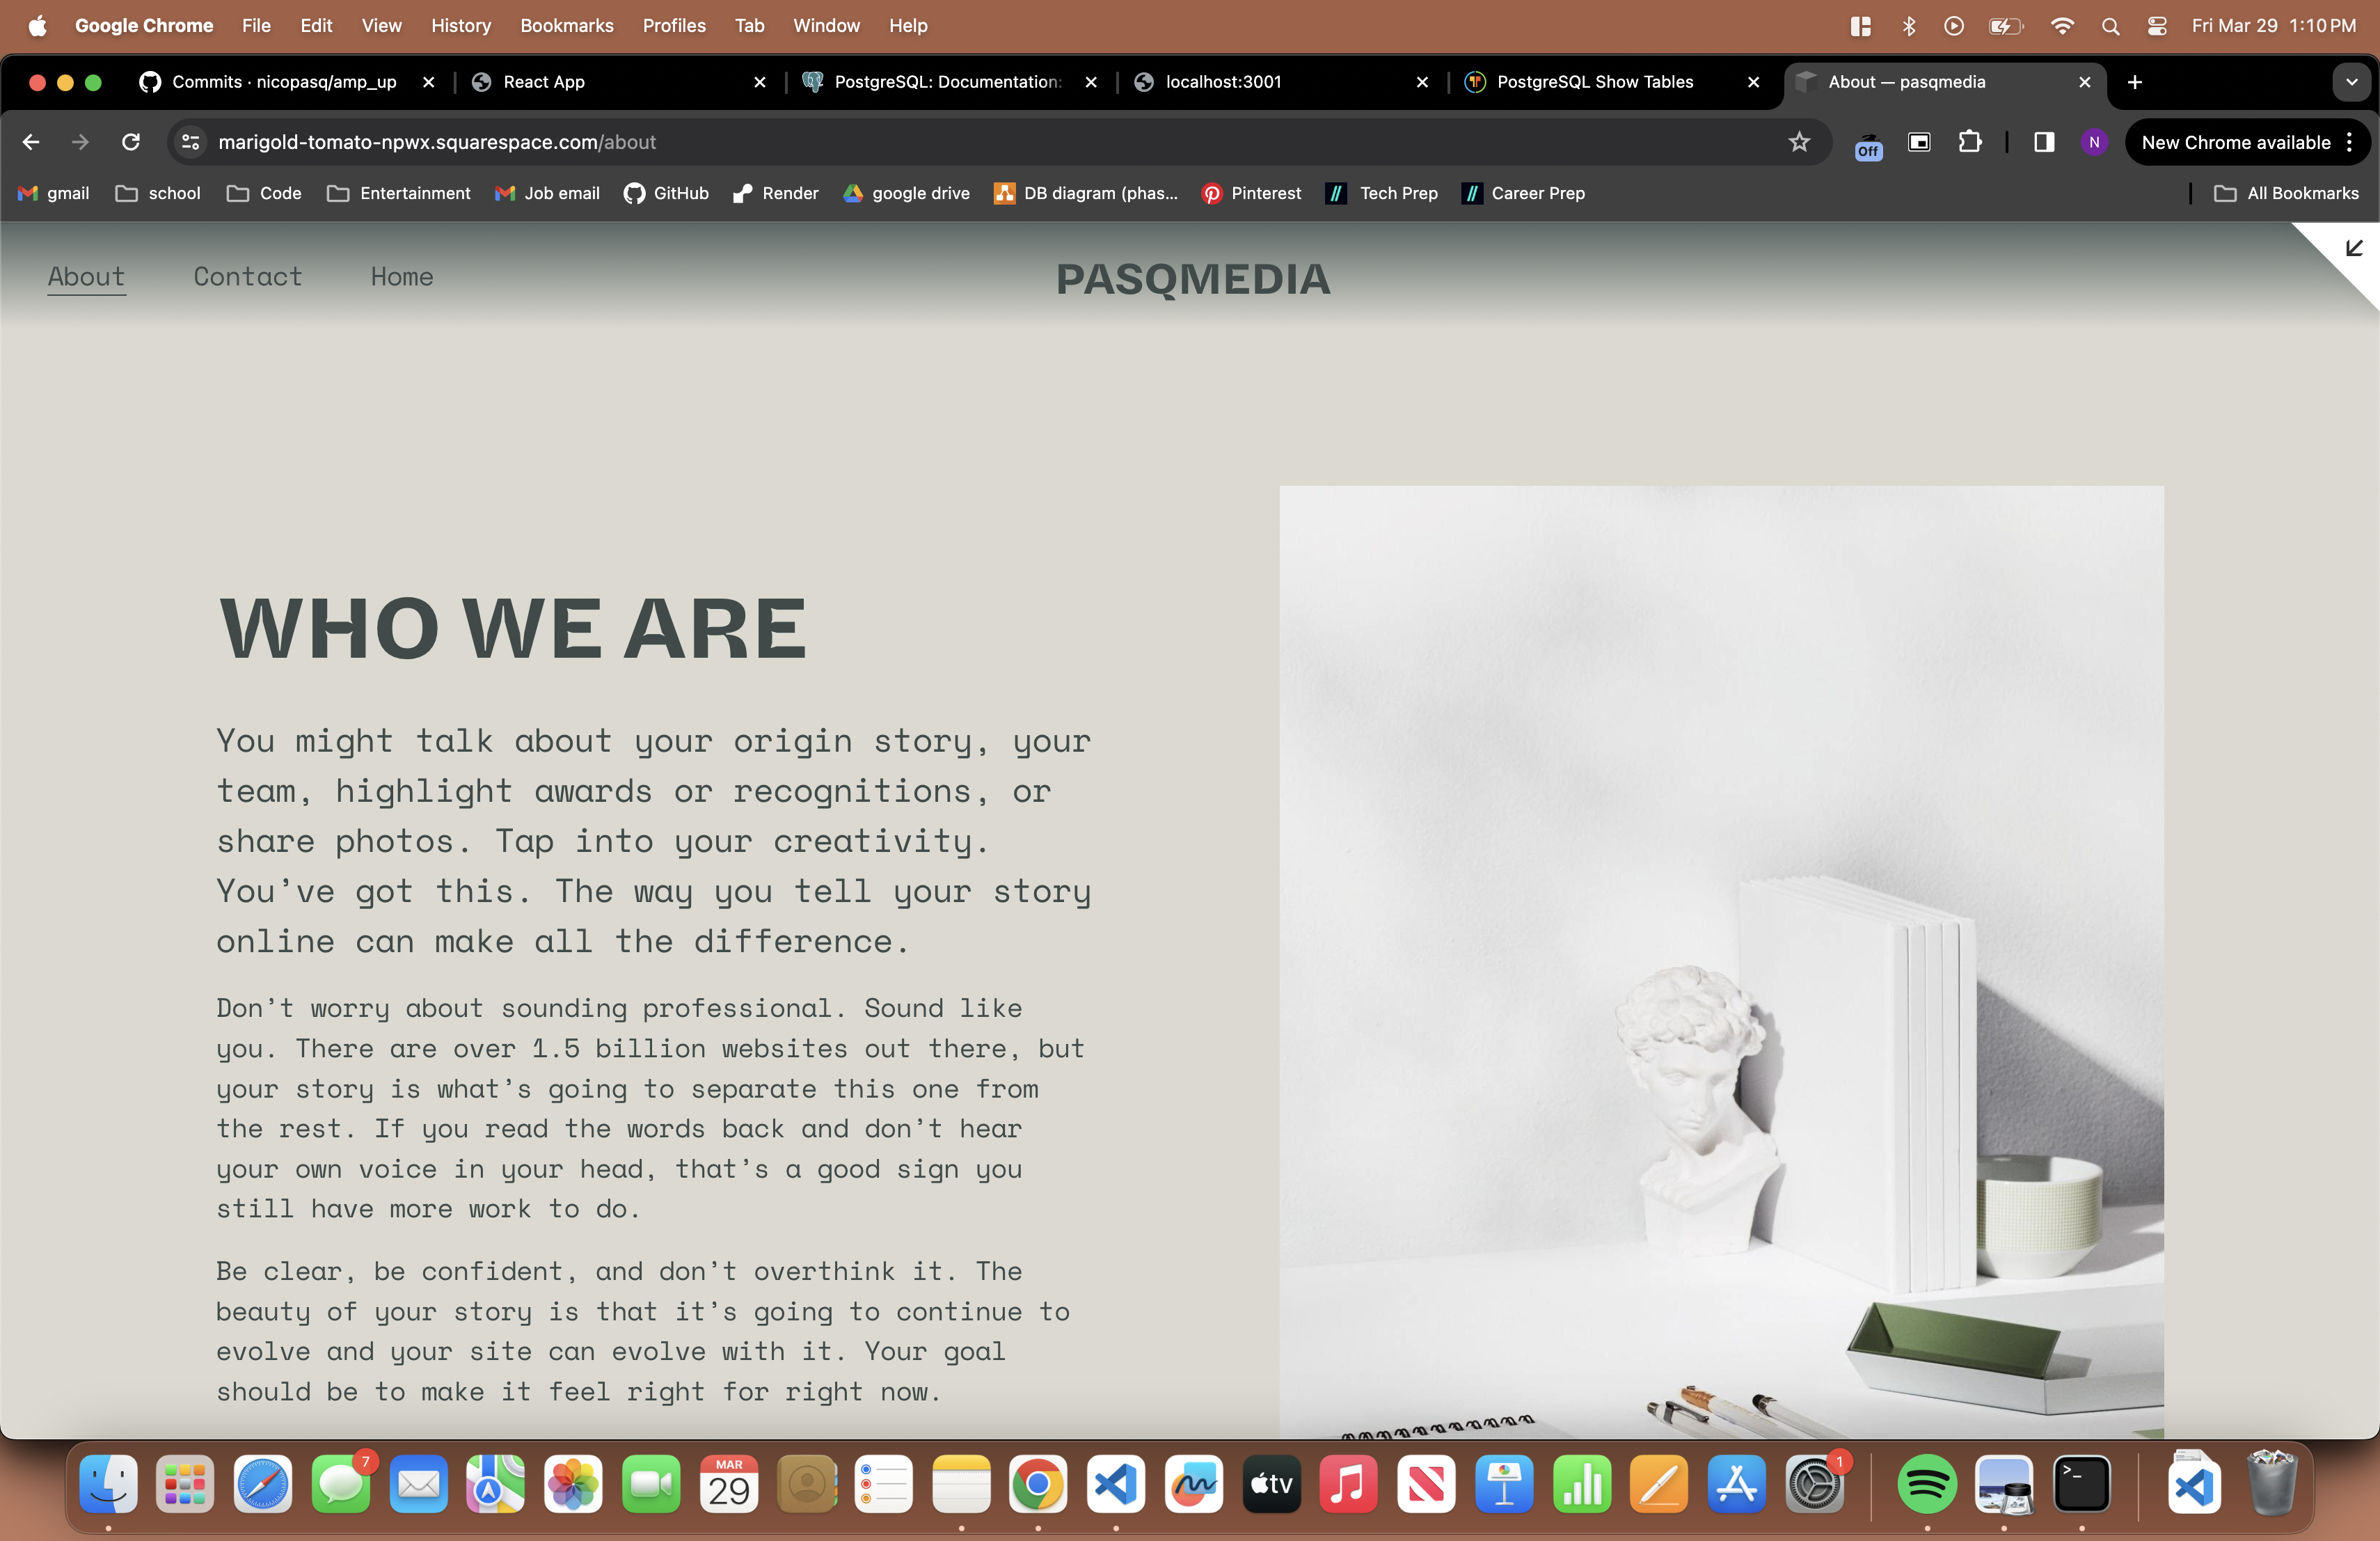 Google Chrome File Edit View History Bookmarks Profiles Tab Window Help Fri Mar 29 1:10 PM
Commits · nicopasq/amp_up React App PostgreSQL: Documentation: localhost:3001 PostgreSQL Show Tables About — pasqmedia
marigold-tomato-npwx.squarespace.com/about Off N New Chrome available
gmail school Code Entertainment Job email GitHub Render google drive DB diagram (phas... Pinterest Tech Prep Career Prep All Bookmarks
About Contact Home PASQMEDIA
WHO WE ARE
You might talk about your origin story, your
team, highlight awards or recognitions, or
share photos. Tap into your creativity.
You’ve got this. The way you tell your story
online can make all the difference.
Don’t worry about sounding professional. Sound like
you. There are over 1.5 billion websites out there, but
your story is what’s going to separate this one from
the rest. If you read the words back and don’t hear
your own voice in your head, that’s a good sign you
still have more work to do.
Be clear, be confident, and don’t overthink it. The
beauty of your story is that it’s going to continue to
evolve and your site can evolve with it. Your goal
should be to make it feel right for right now.
7 MAR 29 tv 1